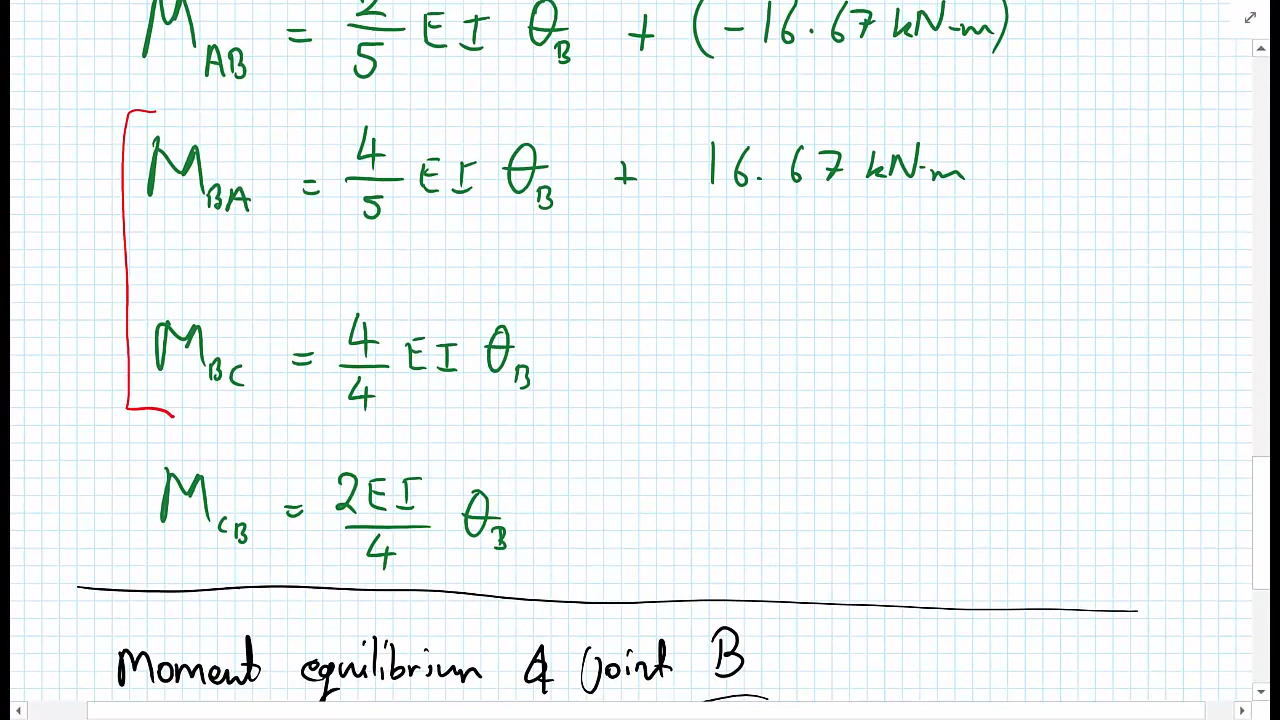 M_AB = 2/5 EI θ_B + (-16.67 kN-m)
M_BA = 4/5 EI θ_B + 16.67 kN-m
M_BC = 4/4 EI θ_B
M_CB = 2EI/4 θ_B
Moment equilibrium @ joint B